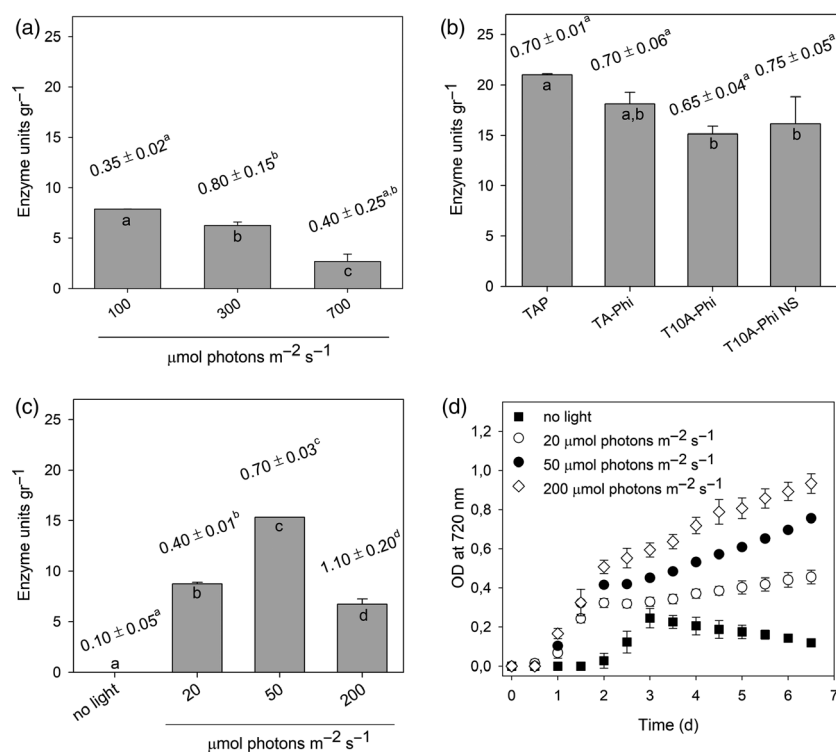 (a)
Enzyme units gr⁻¹
25
20
15
10
5
0
0.35 ± 0.02ᵃ
0.80 ± 0.15ᵇ
0.40 ± 0.25ᵃ,ᵇ
a
b
c
100
300
700
μmol photons m⁻² s⁻¹
(b)
Enzyme units gr⁻¹
25
20
15
10
5
0
0.70 ± 0.01ᵃ
0.70 ± 0.06ᵃ
0.65 ± 0.04ᵃ
0.75 ± 0.05ᵃ
a
a,b
b
b
TAP
TA-Phi
T10A-Phi
T10A-Phi NS
(c)
Enzyme units gr⁻¹
25
20
15
10
5
0
0.10 ± 0.05ᵃ
0.40 ± 0.01ᵇ
0.70 ± 0.03ᶜ
1.10 ± 0.20ᵈ
a
b
c
d
no light
20
50
200
μmol photons m⁻² s⁻¹
(d)
no light
20 μmol photons m⁻² s⁻¹
50 μmol photons m⁻² s⁻¹
200 μmol photons m⁻² s⁻¹
OD at 720 nm
1,2
1,0
0,8
0,6
0,4
0,2
0,0
0 1 2 3 4 5 6 7
Time (d)